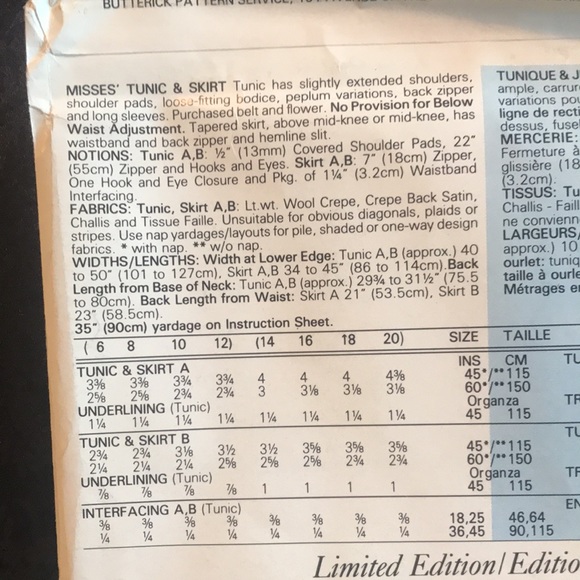 BUTTERICK PATTERN SERVICE,
MISSES' TUNIC & SKIRT Tunic has slightly extended shoulders,
shoulder pads, loose-fitting bodice, peplum variations, back zipper
and long sleeves. Purchased belt and flower. No Provision for Below
Waist Adjustment. Tapered skirt, above mid-knee or mid-knee, has
waistband and back zipper and hemline slit.
NOTIONS: Tunic A,B: ½" (13mm) Covered Shoulder Pads, 22"
(55cm) Zipper and Hooks and Eyes. Skirt A,B: 7" (18cm) Zipper,
One Hook and Eye Closure and Pkg. of 1¼" (3.2cm) Waistband
Interfacing.
FABRICS: Tunic, Skirt A,B: Lt.wt. Wool Crepe, Crepe Back Satin,
Challis and Tissue Faille. Unsuitable for obvious diagonals, plaids or
stripes. Use nap yardages/layouts for pile, shaded or one-way design
fabrics. * with nap. ** w/o nap.
WIDTHS/LENGTHS: Width at Lower Edge: Tunic A,B (approx.) 40
to 50" (101 to 127cm), Skirt A,B 34 to 45" (86 to 114cm). Back
Length from Base of Neck: Tunic A,B (approx.) 29¾ to 31½" (75.5
to 80cm). Back Length from Waist: Skirt A 21" (53.5cm), Skirt B
23" (58.5cm).
35" (90cm) yardage on Instruction Sheet.
( 6 8 10 12) (14 16 18 20) SIZE TAILLE
INS CM
TUNIC & SKIRT A
3⅜ 3⅜ 3¾ 3¾ 4 4 4 4⅜ 45*/** 115
2⅝ 2⅝ 2¾ 2¾ 3 3⅛ 3⅛ 3⅛ 60*/** 150
UNDERLINING (Tunic) Organza
1¼ 1¼ 1¼ 1¼ 1¼ 1¼ 1¼ 1¼ 45 115
TUNIC & SKIRT B
2¾ 2¾ 3⅛ 3½ 3½ 3⅝ 3⅝ 3⅝ 45*/** 115
2¼ 2¼ 2¼ 2⅝ 2⅝ 2⅝ 2¾ 2¾ 60*/** 150
UNDERLINING (Tunic) Organza
⅞ ⅞ ⅞ ⅞ 1 1 1 1 45 115
INTERFACING A,B (Tunic)
⅜ ⅜ ⅜ ⅜ ⅜ ⅜ ⅜ ⅜ 18,25 46,64
¼ ¼ ¼ ¼ ¼ ¼ ¼ ¼ 36,45 90,115
Limited Edition/Editio
TUNIQUE & J
ample, carrur
variations pou
ligne de recti
dessus, fuse
MERCERIE:
Fermeture à
glissière (18
(3.2cm).
TISSUS: Tu
Challis - Faill
ne convienn
LARGEURS/
approx.) 10
ourlet: tuniq
taille à ourle
Métrages e
TU
TR
TU
TR
EN